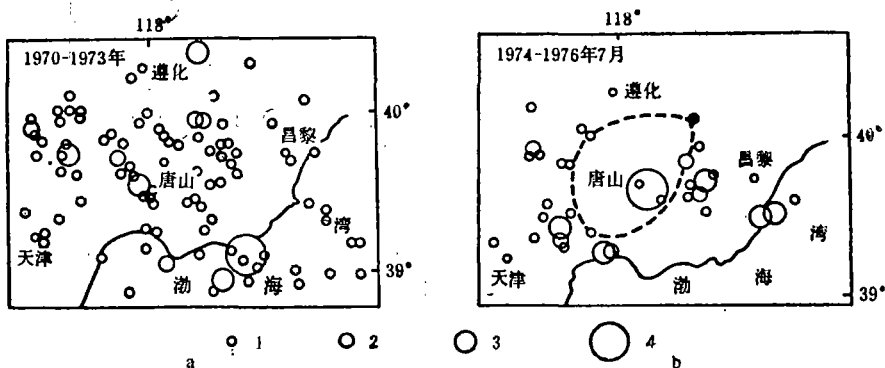 118°
118°
1970-1973年
1974-1976年7月
遵化
遵化
40°
40°
昌黎
昌黎
唐山
唐山
湾
湾
天津
天津
渤 海
渤 海
39°
39°
1 2 3 4
a b